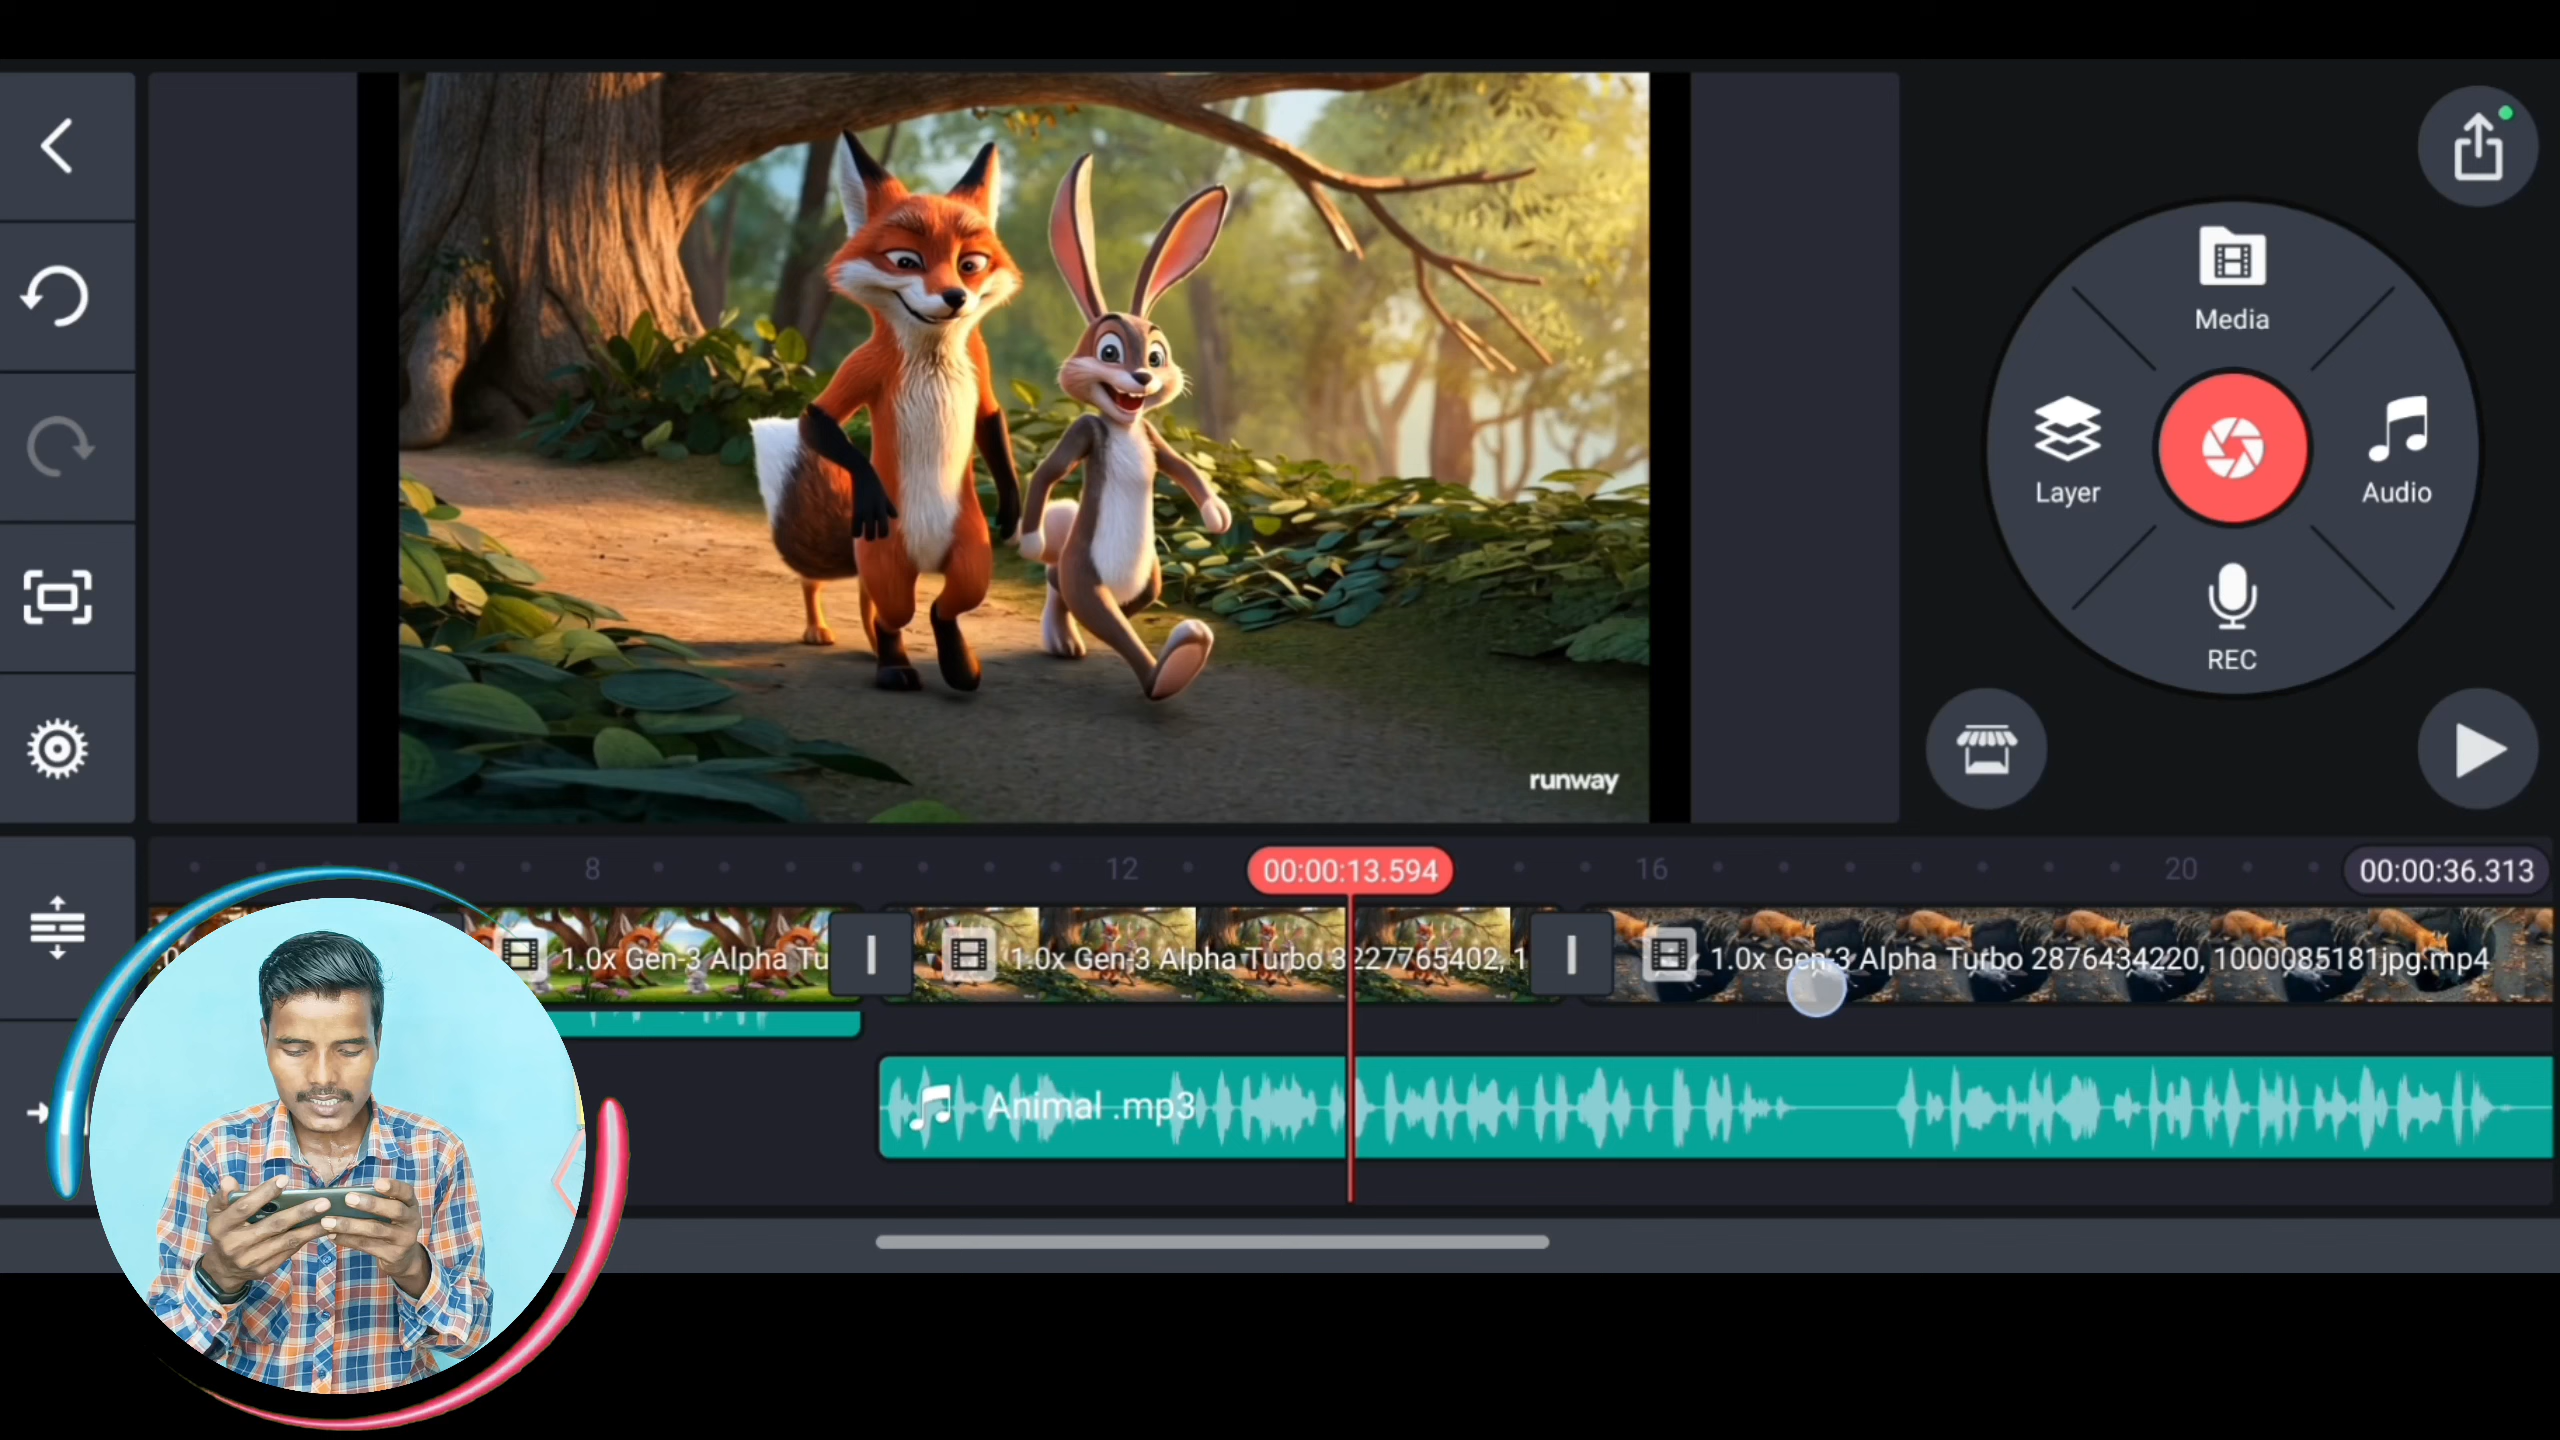 Media
Layer
Audio
REC
runway
8
12
00:00:13.594
16
20
00:00:36.313
1.0x Gen-3 Alpha Tu
1.0x Gen-3 Alpha Turbo 3227765402, 1
1.0x Gen-3 Alpha Turbo 2876434220, 1000085181jpg.mp4
Animal .mp3